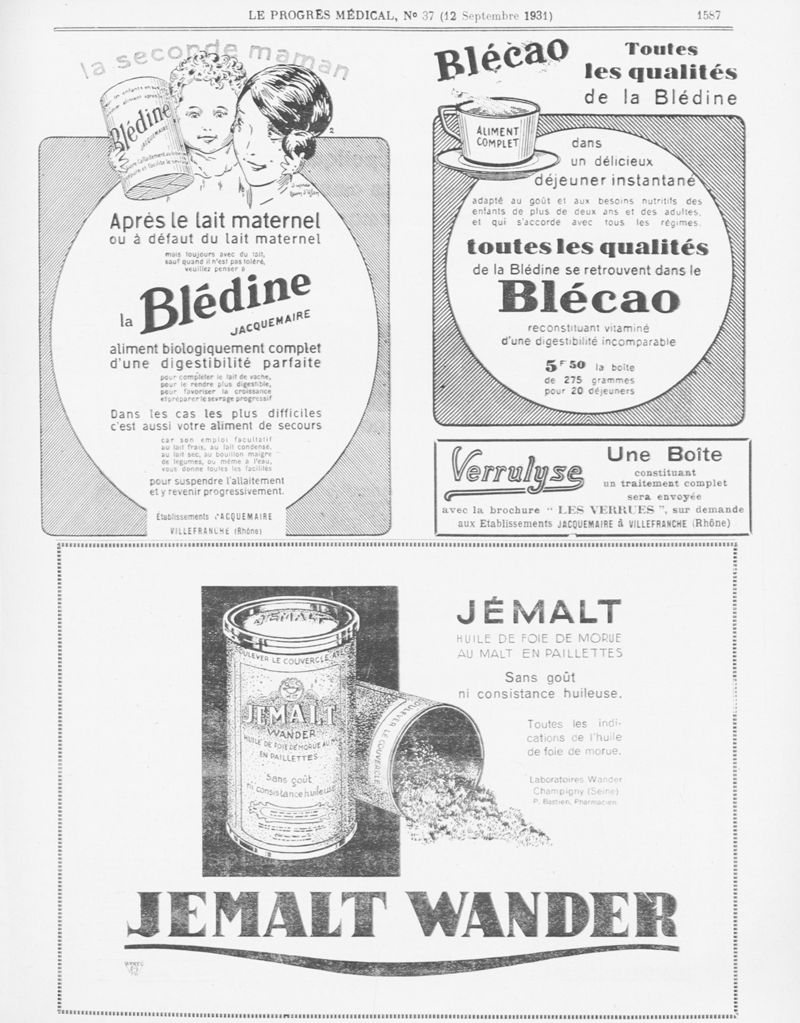 LE PROGRÈS MÉDICAL, No 37 (12 Septembre 1931) 1587
la seconde maman
Blédine
JACQUEMAIRE
Après le lait maternel
ou à défaut du lait maternel
mais toujours avec du lait,
sauf quand il n'est pas toléré,
veuillez penser à
la Blédine
JACQUEMAIRE
aliment biologiquement complet
d'une digestibilité parfaite
pour compléter le lait de vache,
pour le rendre plus digestible,
pour favoriser la croissance
et préparer le sevrage progressif
Dans les cas les plus difficiles
c'est aussi votre aliment de secours
car son emploi facultatif
au lait frais, au lait condensé,
au lait sec, au bouillon maigre
de légumes, ou même à l'eau,
vous donne toutes les facilités
pour suspendre l'allaitement
et y revenir progressivement.
Établissements JACQUEMAIRE
VILLEFRANCHE (Rhône)
Blécao
Toutes
les qualités
de la Blédine
ALIMENT
COMPLET
dans
un délicieux
déjeuner instantané
adapté au goût et aux besoins nutritifs des
enfants de plus de deux ans et des adultes,
et qui s'accorde avec tous les régimes.
toutes les qualités
de la Blédine se retrouvent dans le
Blécao
reconstituant vitaminé
d'une digestibilité incomparable
5F50 la boîte
de 275 grammes
pour 20 déjeuners
Verrulyse
Une Boîte
constituant
un traitement complet
sera envoyée
avec la brochure “ LES VERRUES ”, sur demande
aux Etablissements JACQUEMAIRE à VILLEFRANCHE (Rhône)
JEMALT
SOULEVER LE COUVERCLE
JEMALT
WANDER
HUILE DE FOIE DE MORUE AU
EN PAILLETTES
Sans goût
ni consistance huileuse
SOULEVER LE COUVERCLE
JÉMALT
HUILE DE FOIE DE MORUE
AU MALT EN PAILLETTES
Sans goût
ni consistance huileuse.
Toutes les indi-
cations de l'huile
de foie de morue.
Laboratoires Wander
Champigny (Seine)
P. Bastien, Pharmacien
JEMALT WANDER